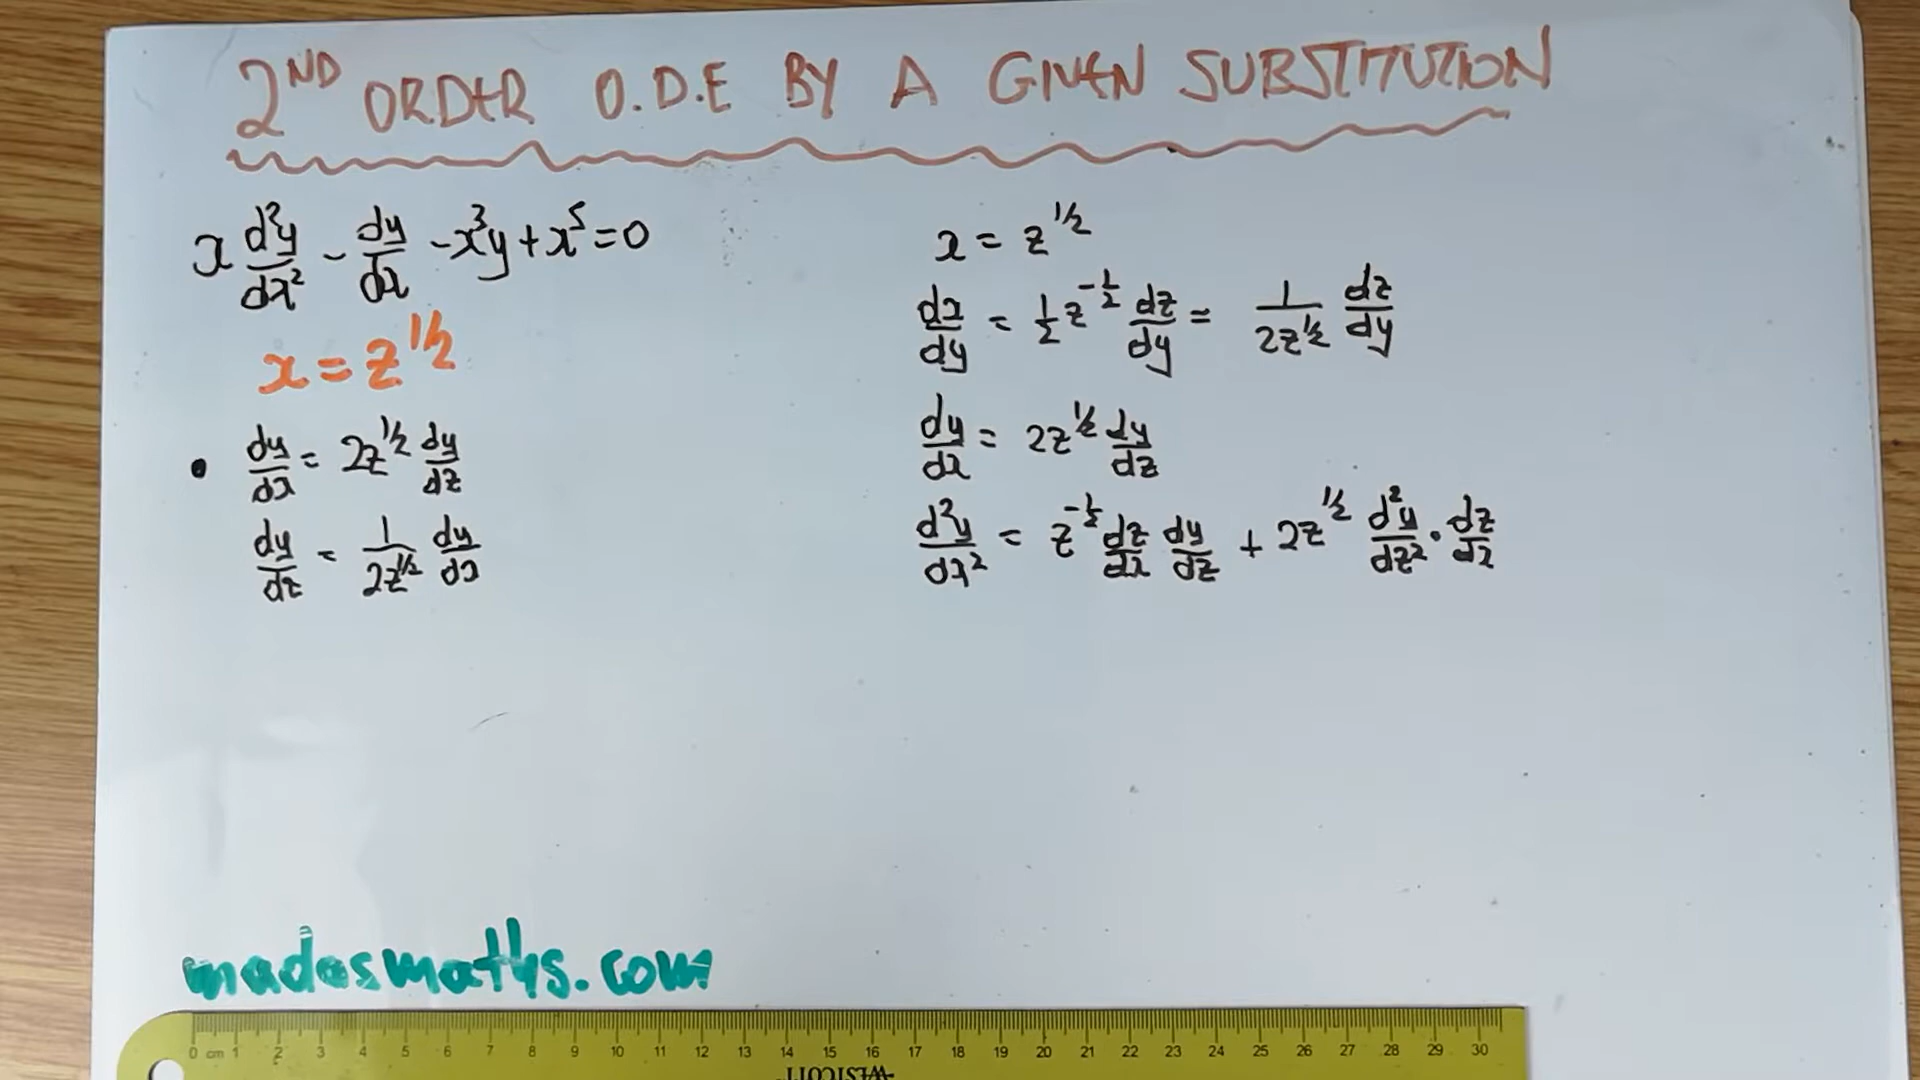 2ND ORDER O.D.E BY A GIVEN SUBSTITUTION
x d²y/dx² - dy/dx - x³y + x⁵ = 0
x = z^1/2
• dy/dx = 2z^1/2 dy/dz
dy/dz = 1/2z^1/2 dy/dx
x = z^1/2
dx/dy = 1/2 z^-1/2 dz/dy = 1/2z^1/2 dz/dy
dy/dx = 2z^1/2 dy/dz
d²y/dx² = z^-1/2 dz/dx dy/dz + 2z^1/2 d²y/dz² · dz/dx
madasmaths.com
0 cm 1 2 3 4 5 6 7 8 9 10 11 12 13 14 15 16 17 18 19 20 21 22 23 24 25 26 27 28 29 30
WESTCOTT